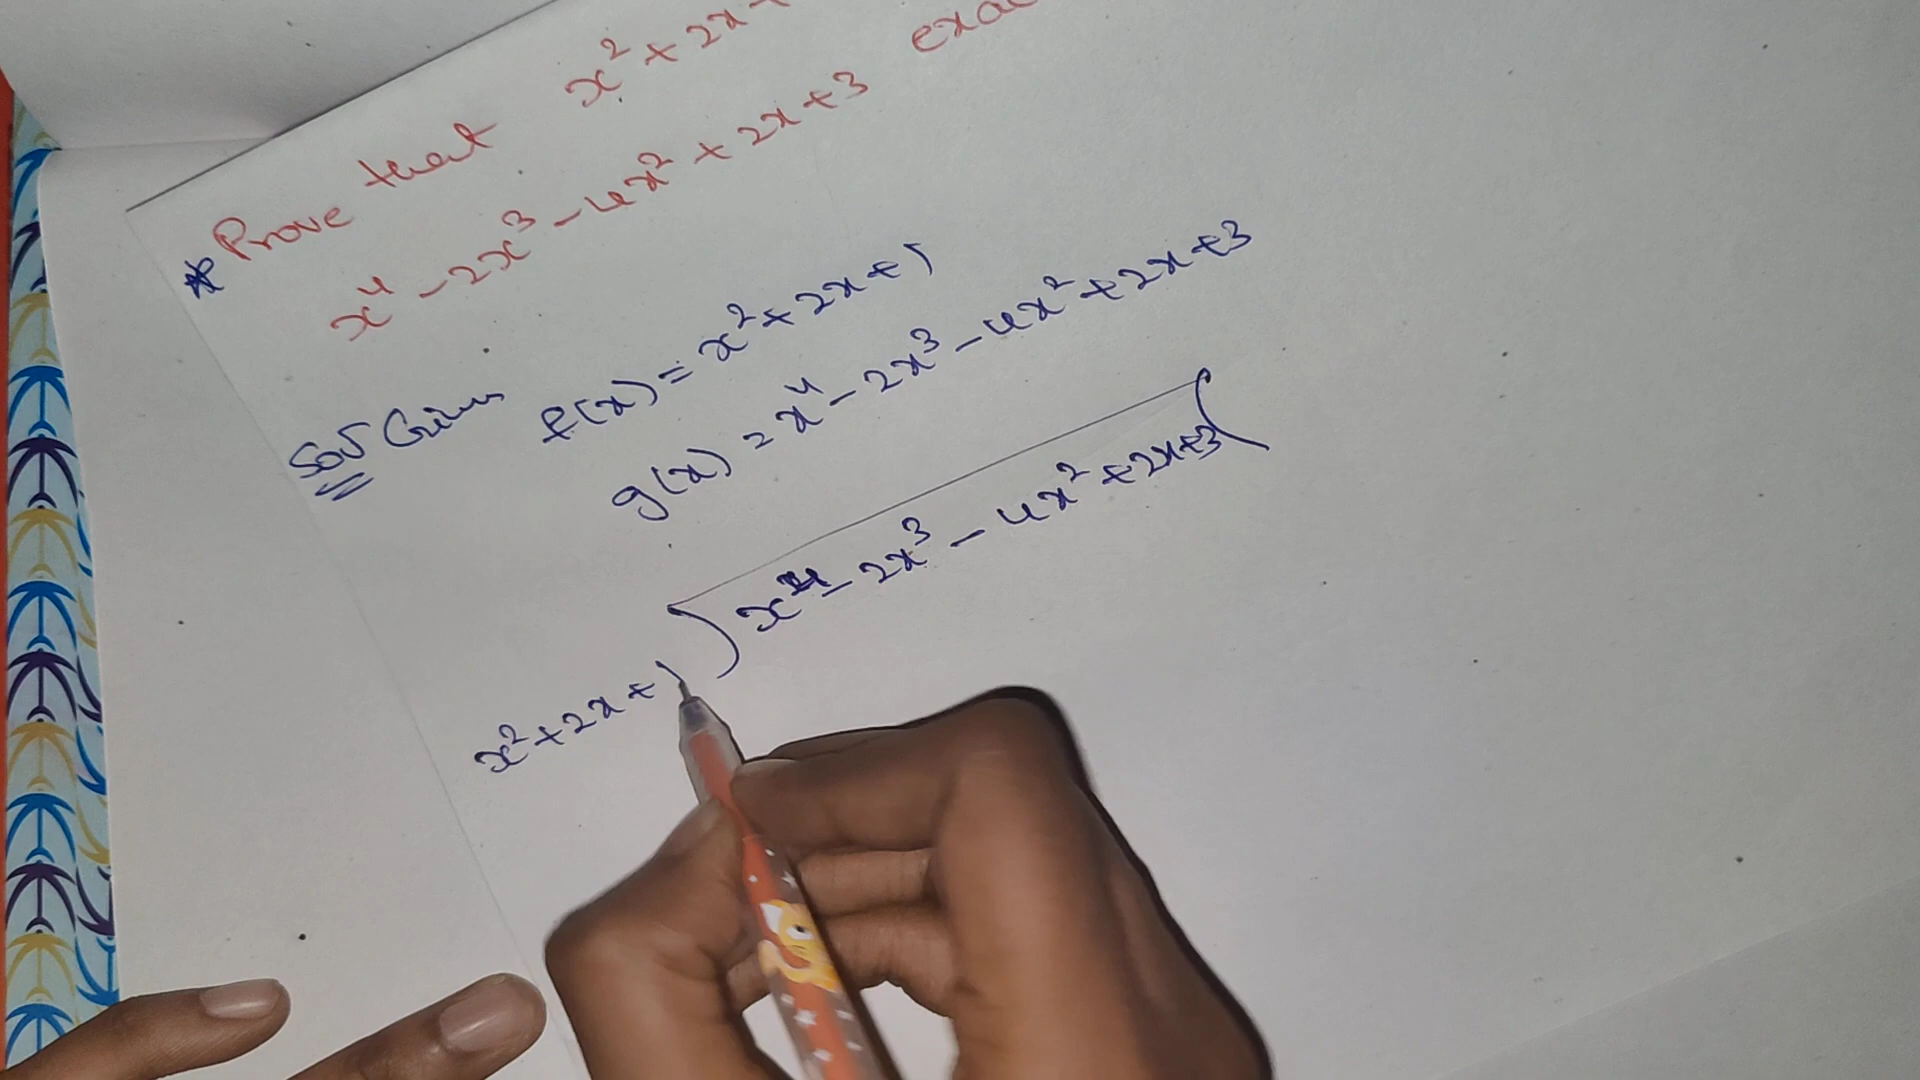 * Prove that x² + 2x +
x⁴ - 2x³ - 4x² + 2x + 3 exac
Sol Given f(x) = x² + 2x + 1
g(x) = x⁴ - 2x³ - 4x² + 2x + 3
x² + 2x + 1 ) x⁴ - 2x³ - 4x² + 2x + 3 (